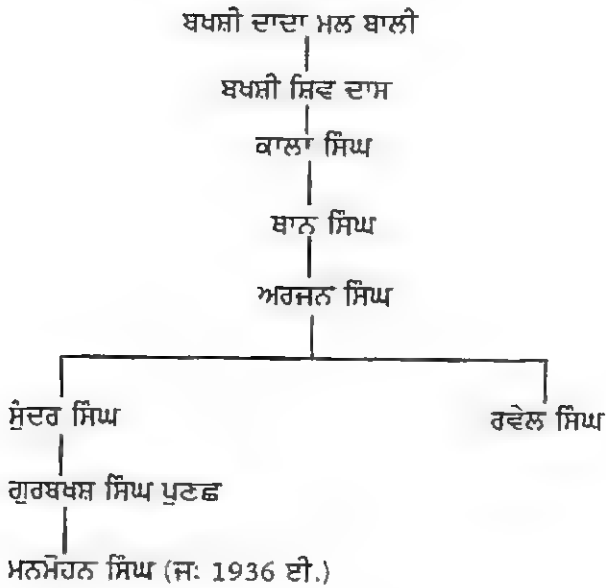 ਬਖਸ਼ੀ ਦਾਦਾ ਮਲ ਬਾਲੀ
ਬਖਸ਼ੀ ਸ਼ਿਵ ਦਾਸ
ਕਾਲਾ ਸਿੰਘ
ਥਾਨ ਸਿੰਘ
ਅਰਜਨ ਸਿੰਘ
ਸੁੰਦਰ ਸਿੰਘ ਰਵੇਲ ਸਿੰਘ
ਗੁਰਬਖਸ਼ ਸਿੰਘ ਪੁਣਛ
ਮਨਮੋਹਨ ਸਿੰਘ (ਜਃ 1936 ਈ.)